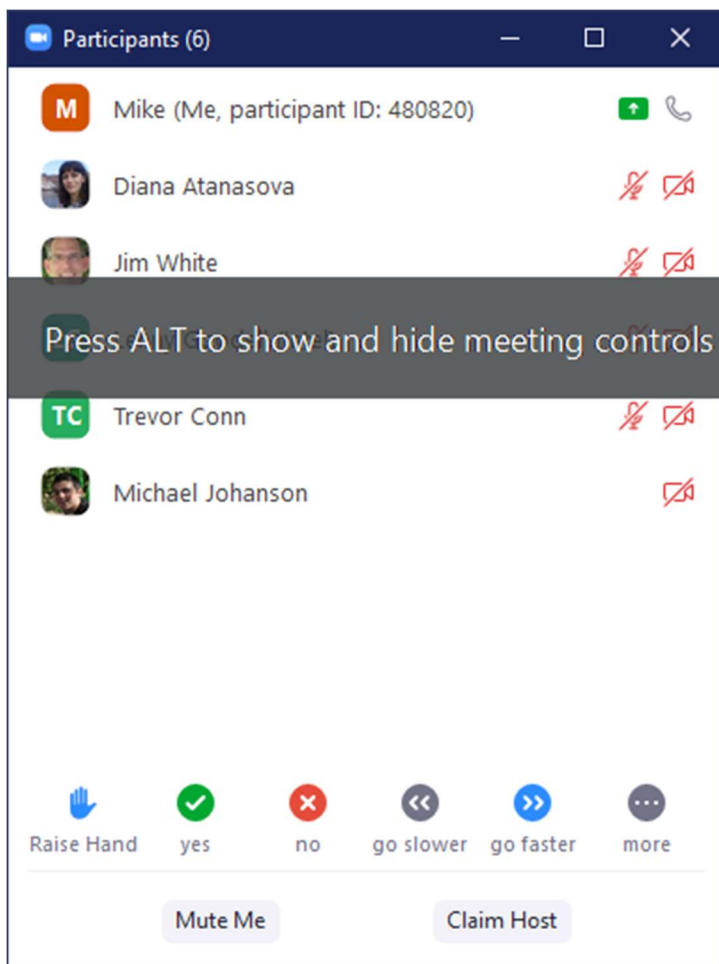 Participants (6)
M Mike (Me, participant ID: 480820)
Diana Atanasova
Jim White
Press ALT to show and hide meeting controls
TC Trevor Conn
Michael Johanson
Raise Hand yes no go slower go faster more
Mute Me Claim Host